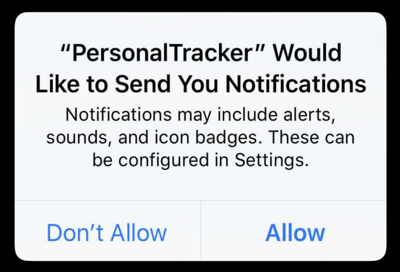 “PersonalTracker” Would
Like to Send You Notifications
Notifications may include alerts,
sounds, and icon badges. These can
be configured in Settings.
Don’t Allow
Allow